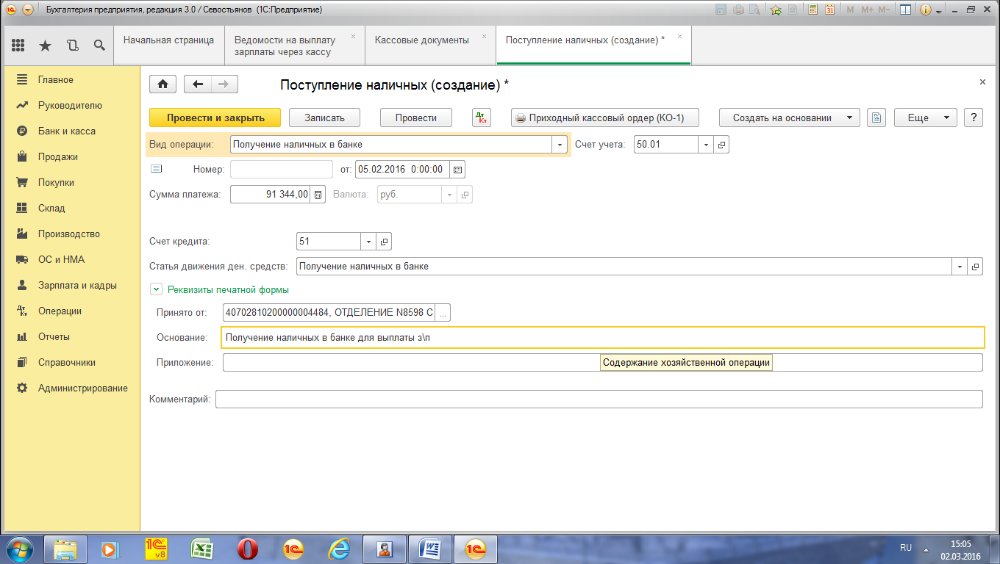 Бухгалтерия предприятия, редакция 3.0 / Севостьянов (1С:Предприятие)
M M+ M-
Начальная страница
Ведомости на выплату
зарплаты через кассу
Кассовые документы
Поступление наличных (создание) *
Главное
Руководителю
Банк и касса
Продажи
Покупки
Склад
Производство
ОС и НМА
Зарплата и кадры
Операции
Отчеты
Справочники
Администрирование
Поступление наличных (создание) *
Провести и закрыть Записать Провести Дт Кт Приходный кассовый ордер (КО-1) Создать на основании Еще ?
Вид операции: Получение наличных в банке Счет учета: 50.01
Номер: от: 05.02.2016 0:00:00
Сумма платежа: 91 344,00 Валюта: руб.
Счет кредита: 51
Статья движения ден. средств: Получение наличных в банке
Реквизиты печатной формы
Принято от: 40702810200000004484, ОТДЕЛЕНИЕ N8598 С ...
Основание: Получение наличных в банке для выплаты з\п
Приложение: Содержание хозяйственной операции
Комментарий:
RU 15:05
02.03.2016